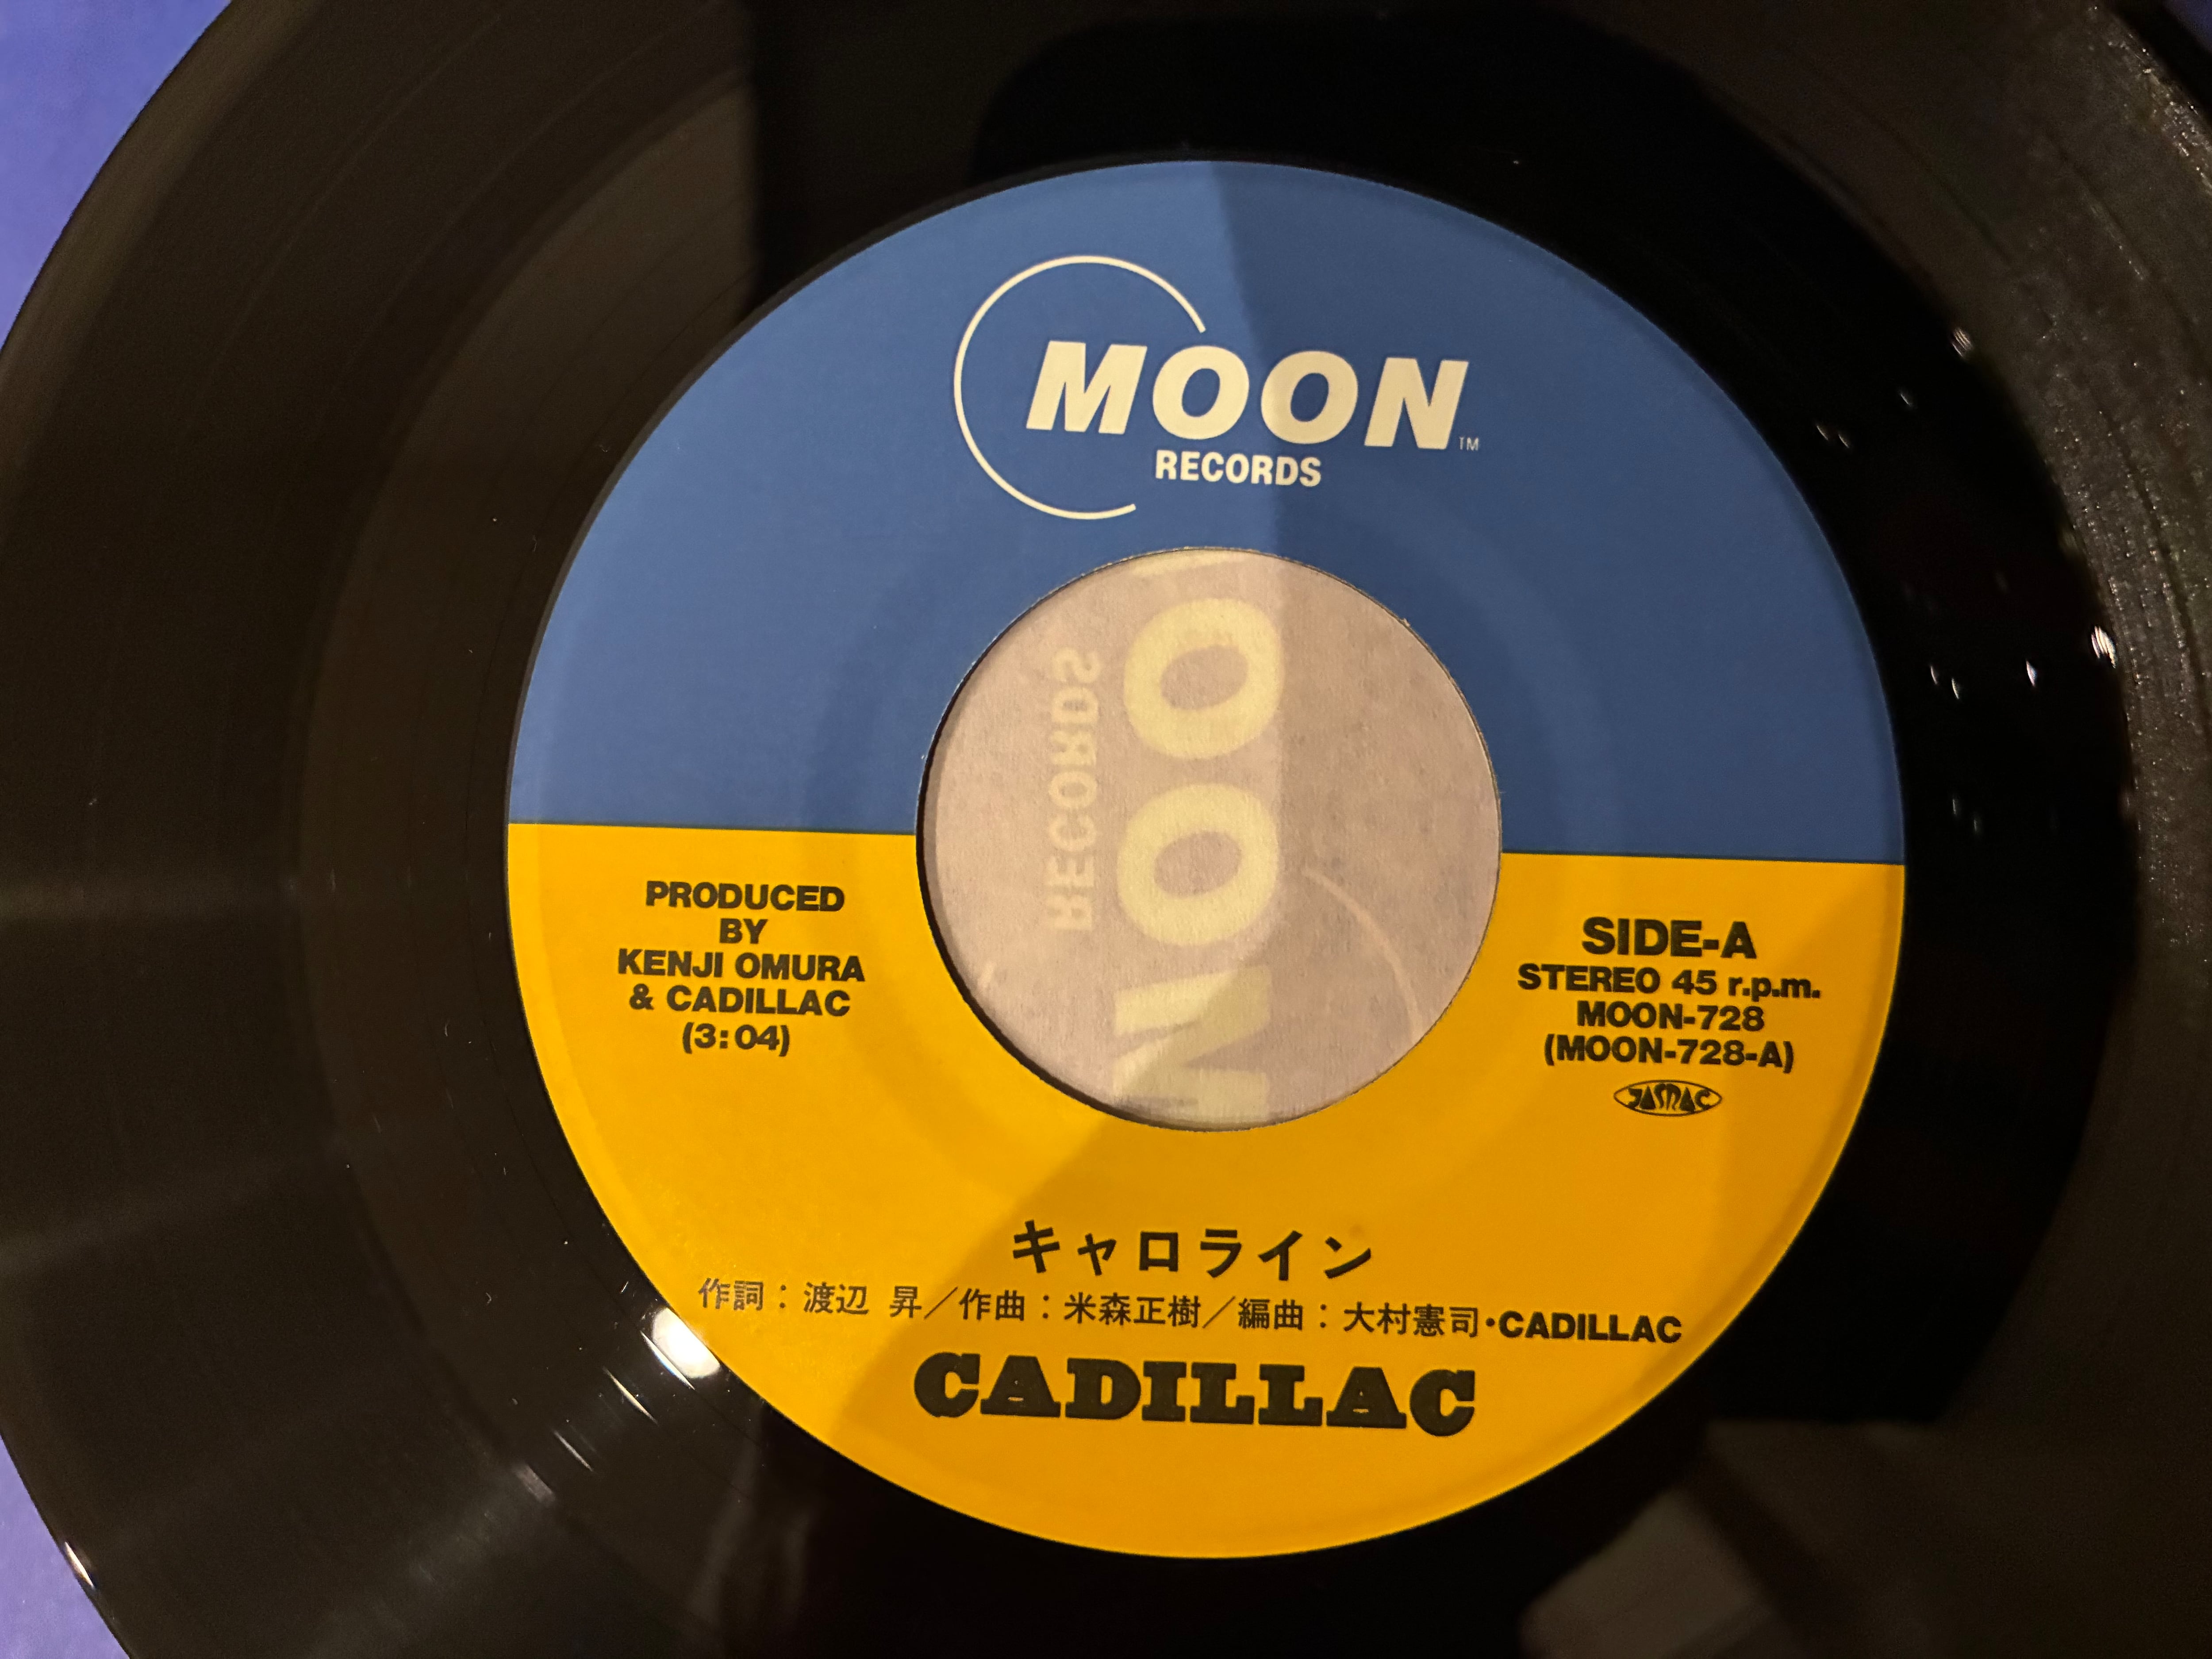 MOON
TM
RECORDS
MOO
RECORDS
PRODUCED
BY
KENJI OMURA
& CADILLAC
(3:04)
SIDE-A
STEREO 45 r.p.m.
MOON-728
(MOON-728-A)
JASRAC
キャロライン
作詞：渡辺 昇／作曲：米森正樹／編曲：大村憲司・CADILLAC
CADILLAC